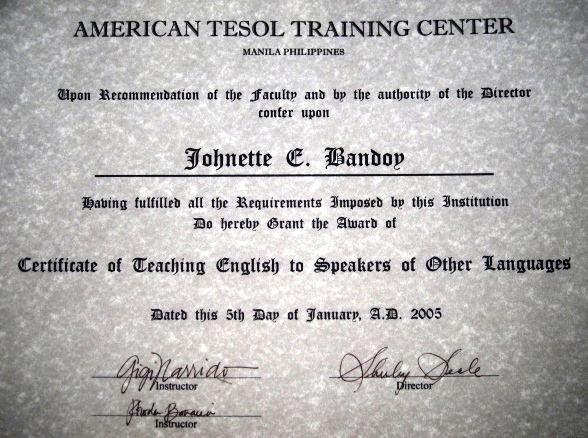 AMERICAN TESOL TRAINING CENTER
MANILA PHILIPPINES
Upon Recommendation of the Faculty and by the authority of the Director
confer upon
Johnette E. Bandoy
Having fulfilled all the Requirements Imposed by this Institution
Do hereby Grant the Award of
Certificate of Teaching English to Speakers of Other Languages
Dated this 5th Day of January, A.D. 2005
Gigi Narrido
Instructor
Director
Instructor